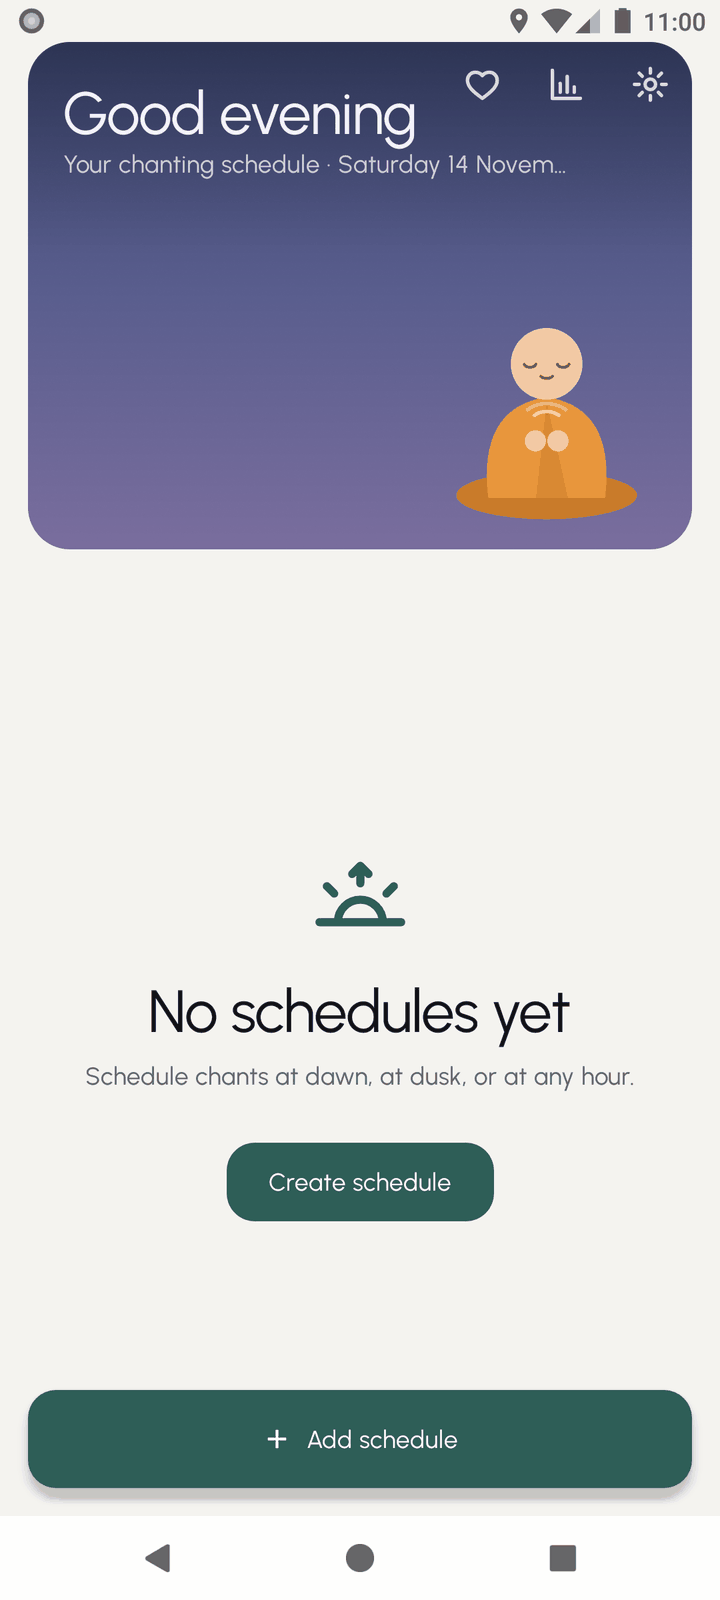 11:00
Good evening
Your chanting schedule · Saturday 14 Novem...
No schedules yet
Schedule chants at dawn, at dusk, or at any hour.
Create schedule
+ Add schedule